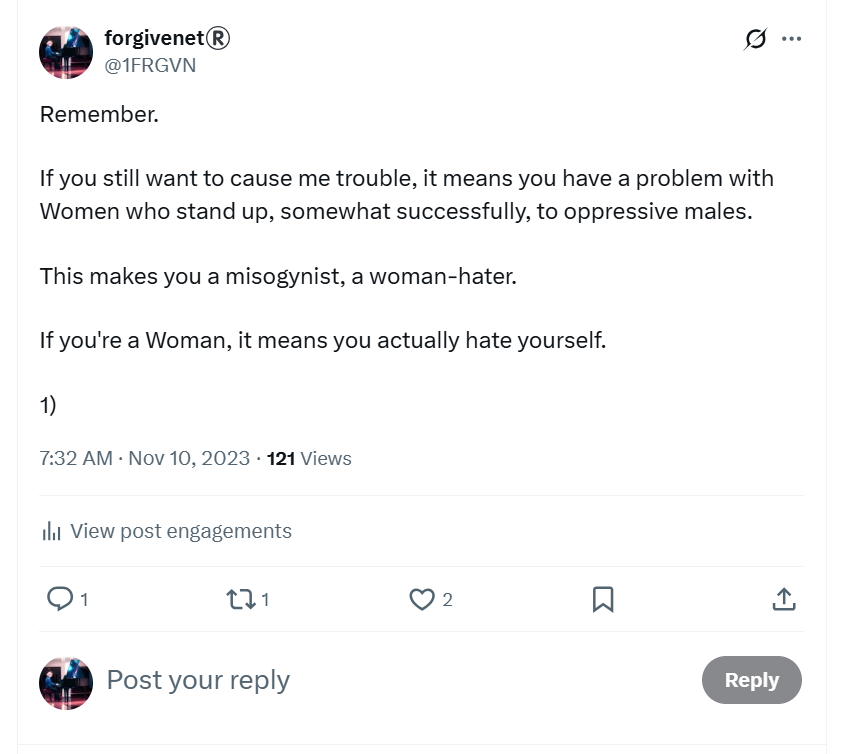 forgivenet®
@1FRGVN
Remember.
If you still want to cause me trouble, it means you have a problem with
Women who stand up, somewhat successfully, to oppressive males.
This makes you a misogynist, a woman-hater.
If you're a Woman, it means you actually hate yourself.
1)
7:32 AM · Nov 10, 2023 · 121 Views
View post engagements
1 1 2
Post your reply Reply